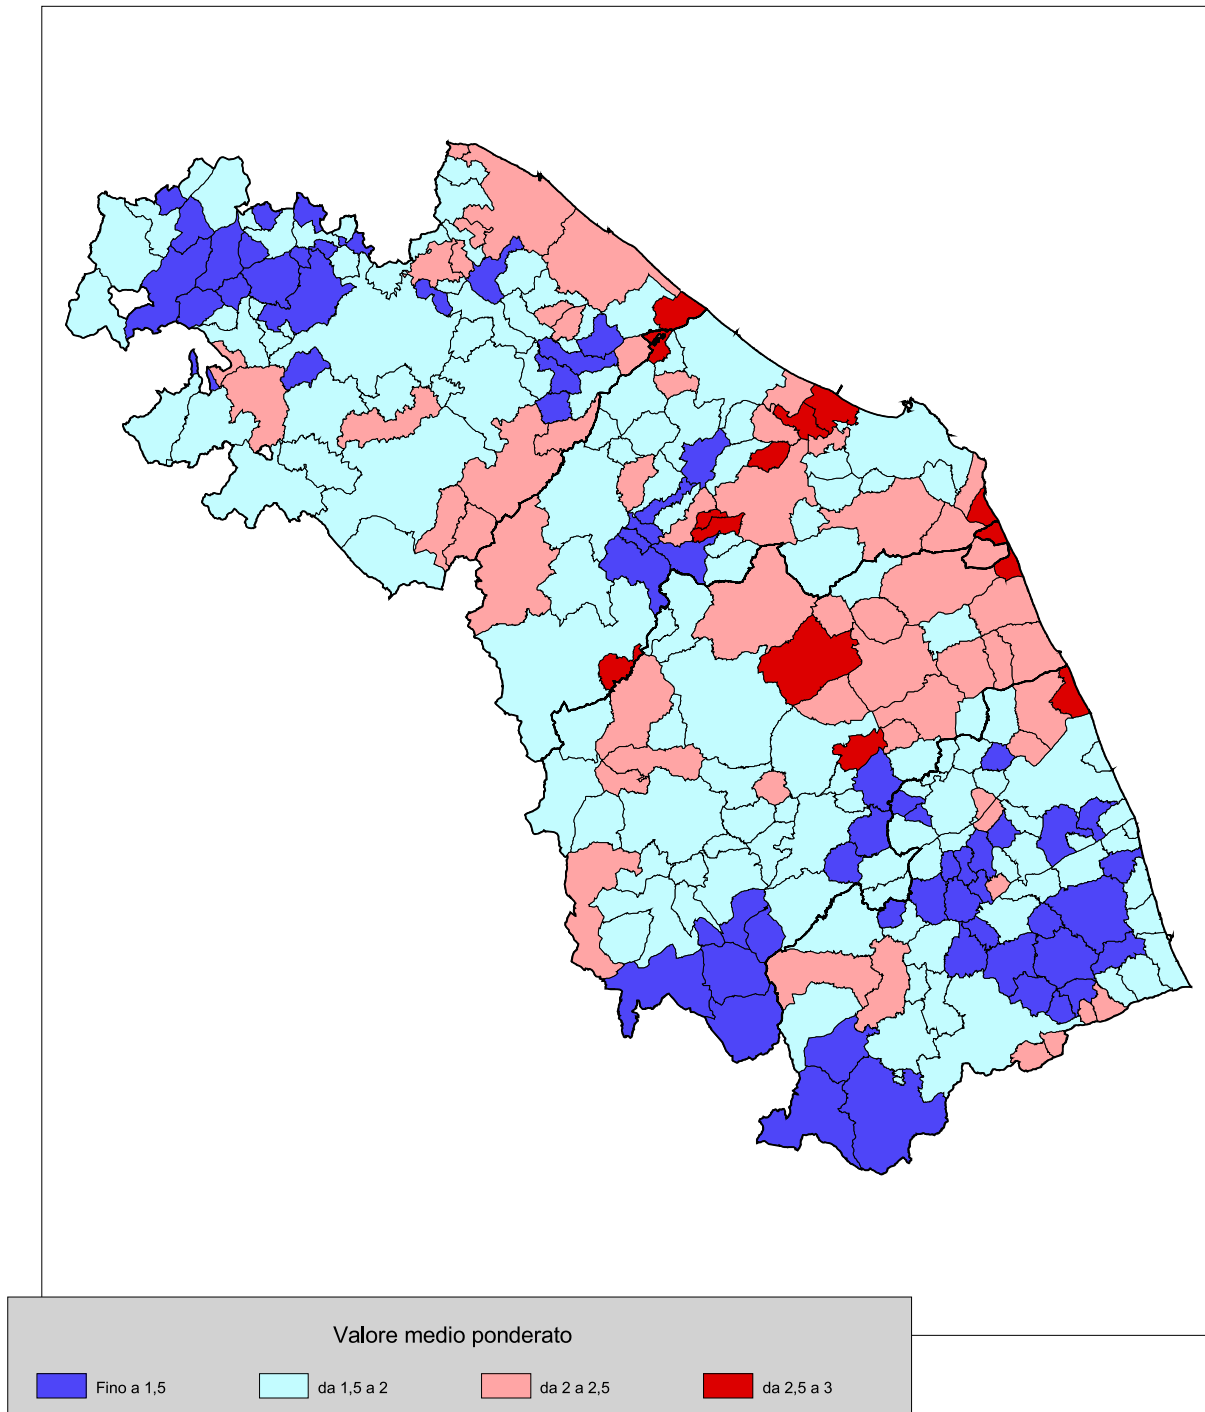 Valore medio ponderato
Fino a 1,5
da 1,5 a 2
da 2 a 2,5
da 2,5 a 3